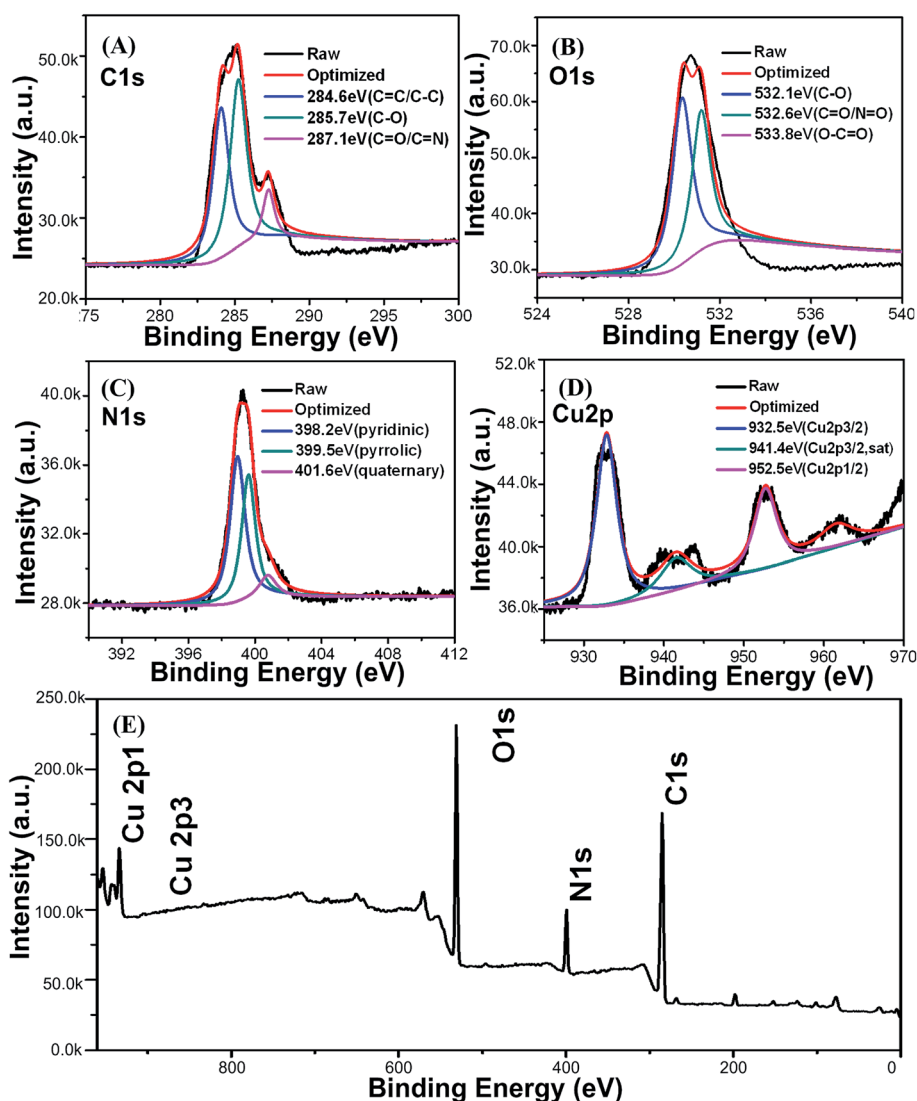 (A)
C1s
Raw
Optimized
284.6eV(C=C/C-C)
285.7eV(C-O)
287.1eV(C=O/C=N)
50.0k
40.0k
30.0k
20.0k
275 280 285 290 295 300
Intensity (a.u.)
Binding Energy (eV)
(B)
O1s
Raw
Optimized
532.1eV(C-O)
532.6eV(C=O/N=O)
533.8eV(O-C=O)
70.0k
60.0k
50.0k
40.0k
30.0k
524 528 532 536 540
Intensity (a.u.)
Binding Energy (eV)
(C)
N1s
Raw
Optimized
398.2eV(pyridinic)
399.5eV(pyrrolic)
401.6eV(quaternary)
40.0k
36.0k
32.0k
28.0k
392 396 400 404 408 412
Intensity (a.u.)
Binding Energy (eV)
(D)
Cu2p
Raw
Optimized
932.5eV(Cu2p3/2)
941.4eV(Cu2p3/2,sat)
952.5eV(Cu2p1/2)
52.0k
48.0k
44.0k
40.0k
36.0k
930 940 950 960 970
Intensity (a.u.)
Binding Energy (eV)
(E)
Cu 2p1
Cu 2p3
O1s
N1s
C1s
250.0k
200.0k
150.0k
100.0k
50.0k
0.0k
800 600 400 200 0
Intensity (a.u.)
Binding Energy (eV)